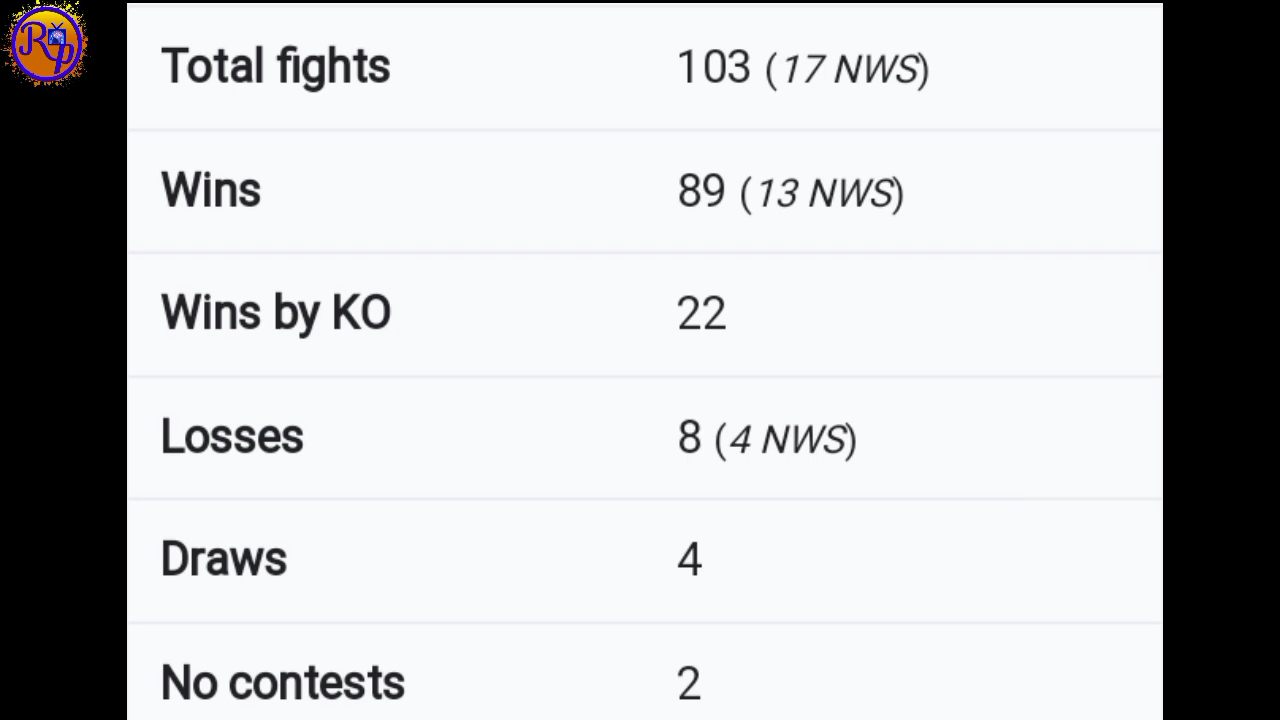 Rp
Total fights 103 (17 NWS)
Wins 89 (13 NWS)
Wins by KO 22
Losses 8 (4 NWS)
Draws 4
No contests 2